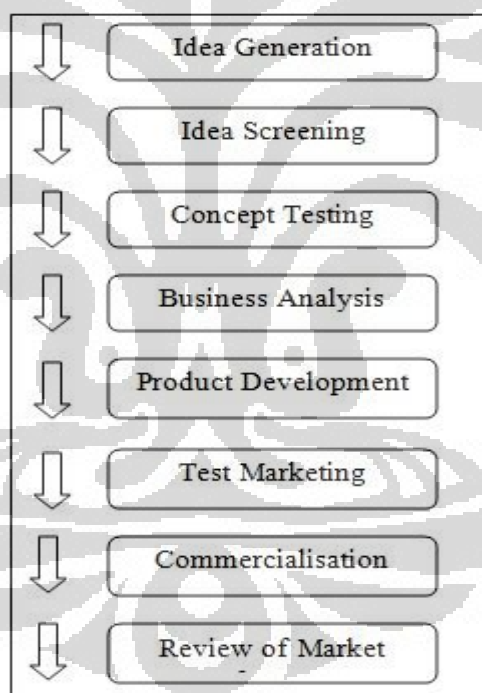 Idea Generation
Idea Screening
Concept Testing
Business Analysis
Product Development
Test Marketing
Commercialisation
Review of Market